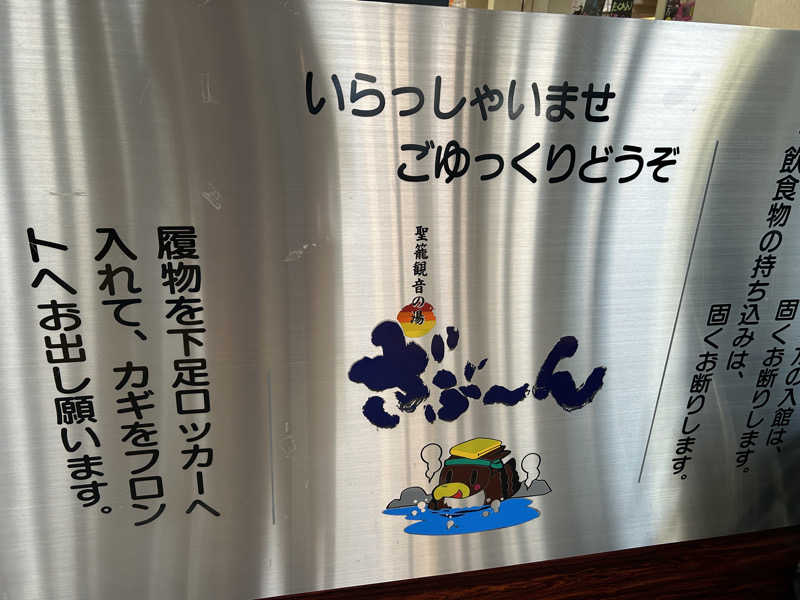 いらっしゃいませ
ごゆっくりどうぞ
の入館は、
固くお断りします。
飲食物の持ち込みは、
固くお断りします。
聖籠観音の湯
ざぶーん
履物を下足ロッカーへ
入れて、カギをフロン
トへお出し願います。